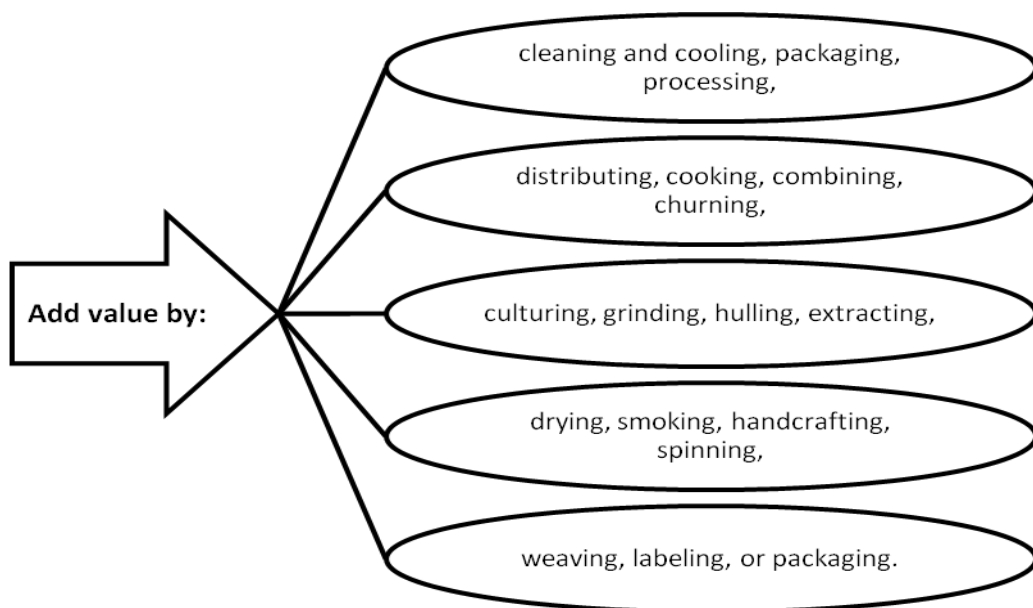 Add value by:
cleaning and cooling, packaging,
processing,
distributing, cooking, combining,
churning,
culturing, grinding, hulling, extracting,
drying, smoking, handcrafting,
spinning,
weaving, labeling, or packaging.